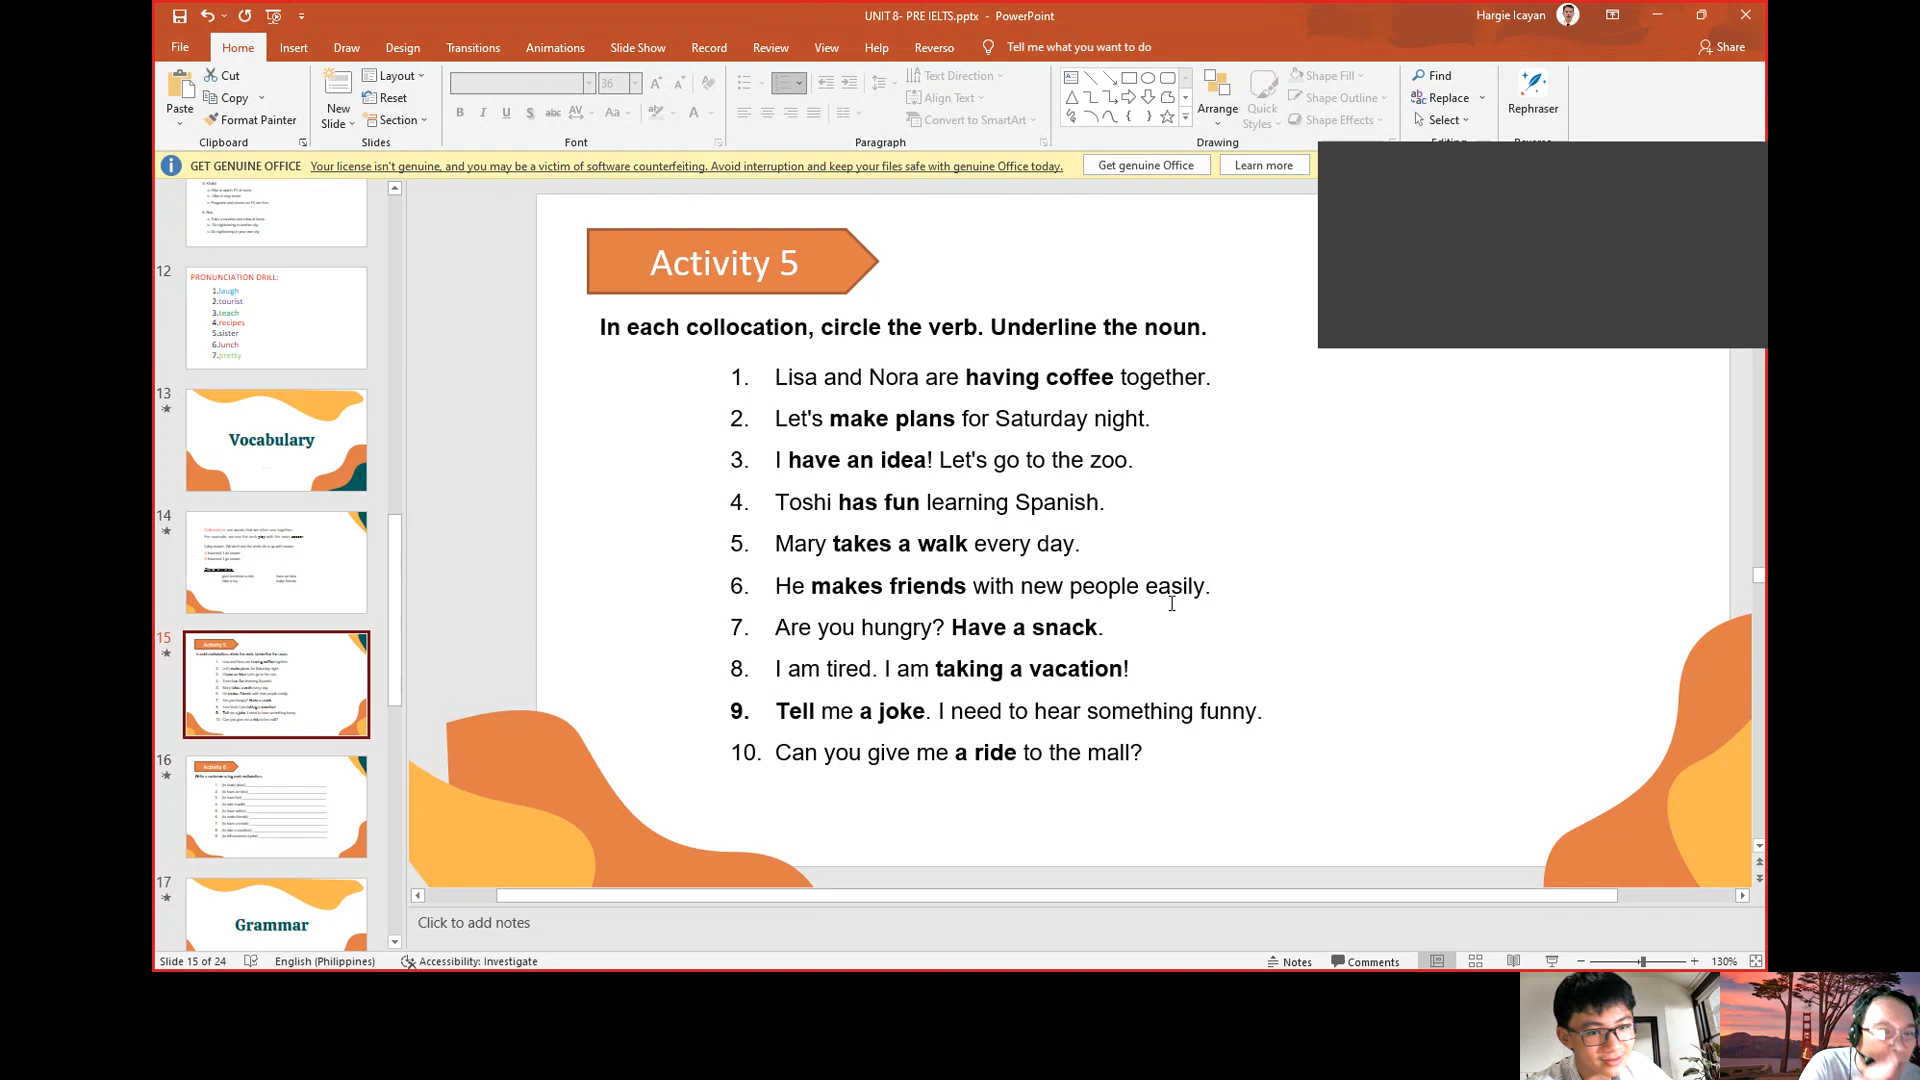 UNIT 8- PRE IELTS.pptx - PowerPoint
Hargie Icayan
File Home Insert Draw Design Transitions Animations Slide Show Record Review View Help Reverso Tell me what you want to do Share
Paste
Cut
Copy
Format Painter
Clipboard
New Slide
Layout
Reset
Section
Slides
36
Font
Paragraph
Text Direction
Align Text
Convert to SmartArt
Arrange
Quick Styles
Shape Fill
Shape Outline
Shape Effects
Drawing
Find
Replace
Select
Rephraser
GET GENUINE OFFICE Your license isn't genuine, and you may be a victim of software counterfeiting. Avoid interruption and keep your files safe with genuine Office today. Get genuine Office Learn more
12
PRONUNCIATION DRILL:
1.laugh
2.tourist
3.teach
4.recipes
5.sister
6.lunch
7.pretty
13
Vocabulary
14
15
Activity 5
16
Activity 6
17
Grammar
Activity 5
In each collocation, circle the verb. Underline the noun.
1. Lisa and Nora are having coffee together.
2. Let's make plans for Saturday night.
3. I have an idea! Let's go to the zoo.
4. Toshi has fun learning Spanish.
5. Mary takes a walk every day.
6. He makes friends with new people easily.
7. Are you hungry? Have a snack.
8. I am tired. I am taking a vacation!
9. Tell me a joke. I need to hear something funny.
10. Can you give me a ride to the mall?
Click to add notes
Slide 15 of 24 English (Philippines) Accessibility: Investigate Notes Comments 130%